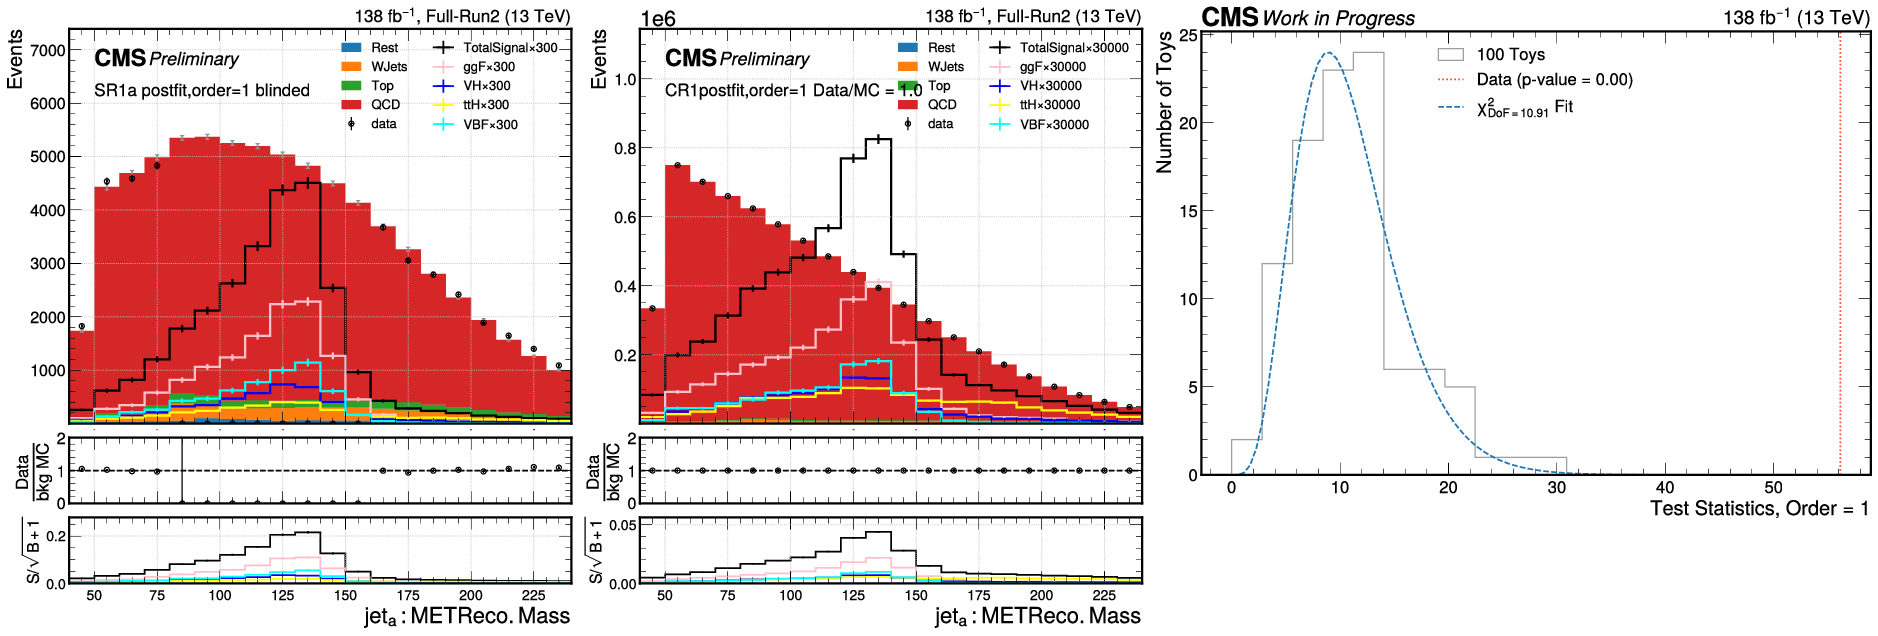 138 fb⁻¹, Full-Run2 (13 TeV)
Events
CMS Preliminary
SR1a postfit,order=1 blinded
Rest
WJets
Top
QCD
data
TotalSignal×300
ggF×300
VH×300
ttH×300
VBF×300
7000
6000
5000
4000
3000
2000
1000
Data
bkg MC
2
1
0
S/√B + 1
0.2
0.0
50 75 100 125 150 175 200 225
jetₐ : METReco. Mass
1e6
138 fb⁻¹, Full-Run2 (13 TeV)
Events
CMS Preliminary
CR1postfit,order=1 Data/MC = 1.0
Rest
WJets
Top
QCD
data
TotalSignal×30000
ggF×30000
VH×30000
ttH×30000
VBF×30000
1.0
0.8
0.6
0.4
0.2
Data
bkg MC
2
1
0
S/√B + 1
0.05
0.00
50 75 100 125 150 175 200 225
jetₐ : METReco. Mass
CMS Work in Progress
138 fb⁻¹ (13 TeV)
Number of Toys
100 Toys
Data (p-value = 0.00)
χ²DoF = 10.91 Fit
25
20
15
10
5
0
0 10 20 30 40 50
Test Statistics, Order = 1